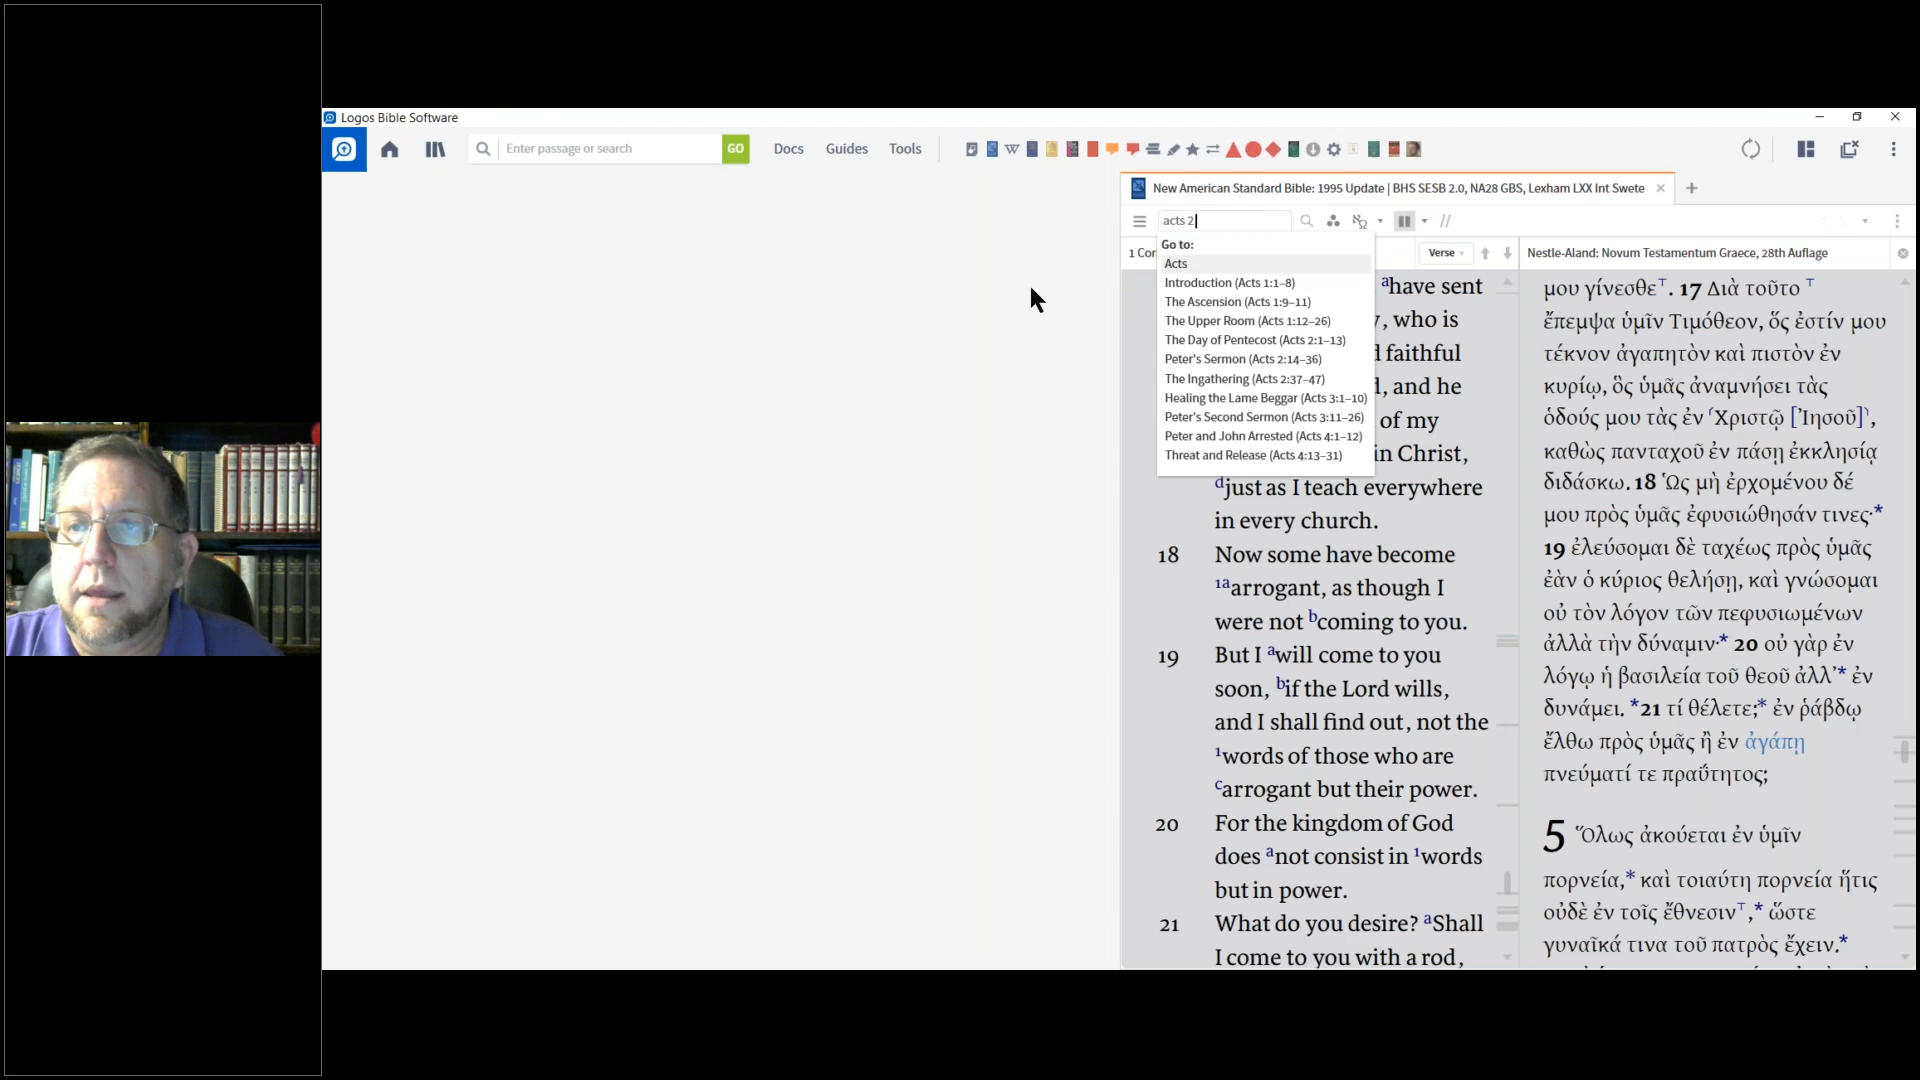 Logos Bible Software
Enter passage or search
GO
Docs
Guides
Tools
New American Standard Bible: 1995 Update | BHS SESB 2.0, NA28 GBS, Lexham LXX Int Swete
acts 2
Go to:
Acts
Introduction (Acts 1:1–8)
The Ascension (Acts 1:9–11)
The Upper Room (Acts 1:12–26)
The Day of Pentecost (Acts 2:1–13)
Peter's Sermon (Acts 2:14–36)
The Ingathering (Acts 2:37–47)
Healing the Lame Beggar (Acts 3:1–10)
Peter's Second Sermon (Acts 3:11–26)
Peter and John Arrested (Acts 4:1–12)
Threat and Release (Acts 4:13–31)
1 Cor
Verse
ahave sent
, who is
faithful
, and he
of my
in Christ,
djust as I teach everywhere
in every church.
18 Now some have become
1aarrogant, as though I
were not bcoming to you.
19 But I awill come to you
soon, bif the Lord wills,
and I shall find out, not the
1words of those who are
carrogant but their power.
20 For the kingdom of God
does anot consist in 1words
but in power.
21 What do you desire? aShall
I come to you with a rod,
Nestle-Aland: Novum Testamentum Graece, 28th Auflage
μου γίνεσθε⸆. 17 Διὰ τοῦτο ⸆
ἔπεμψα ὑμῖν Τιμόθεον, ὅς ἐστίν μου
τέκνον ἀγαπητὸν καὶ πιστὸν ἐν
κυρίῳ, ὃς ὑμᾶς ἀναμνήσει τὰς
ὁδούς μου τὰς ἐν ⸂Χριστῷ [Ἰησοῦ]⸃,
καθὼς πανταχοῦ ἐν πάσῃ ἐκκλησίᾳ
διδάσκω. 18 Ὡς μὴ ἐρχομένου δέ
μου πρὸς ὑμᾶς ἐφυσιώθησάν τινες·*
19 ἐλεύσομαι δὲ ταχέως πρὸς ὑμᾶς
ἐὰν ὁ κύριος θελήσῃ, καὶ γνώσομαι
οὐ τὸν λόγον τῶν πεφυσιωμένων
ἀλλὰ τὴν δύναμιν·* 20 οὐ γὰρ ἐν
λόγῳ ἡ βασιλεία τοῦ θεοῦ ἀλλ’* ἐν
δυνάμει. *21 τί θέλετε;* ἐν ῥάβδῳ
ἔλθω πρὸς ὑμᾶς ἢ ἐν ἀγάπῃ
πνεύματί τε πραΰτητος;
5 Ὅλως ἀκούεται ἐν ὑμῖν
πορνεία,* καὶ τοιαύτη πορνεία ἥτις
οὐδὲ ἐν τοῖς ἔθνεσιν⸆,* ὥστε
γυναῖκά τινα τοῦ πατρὸς ἔχειν.*